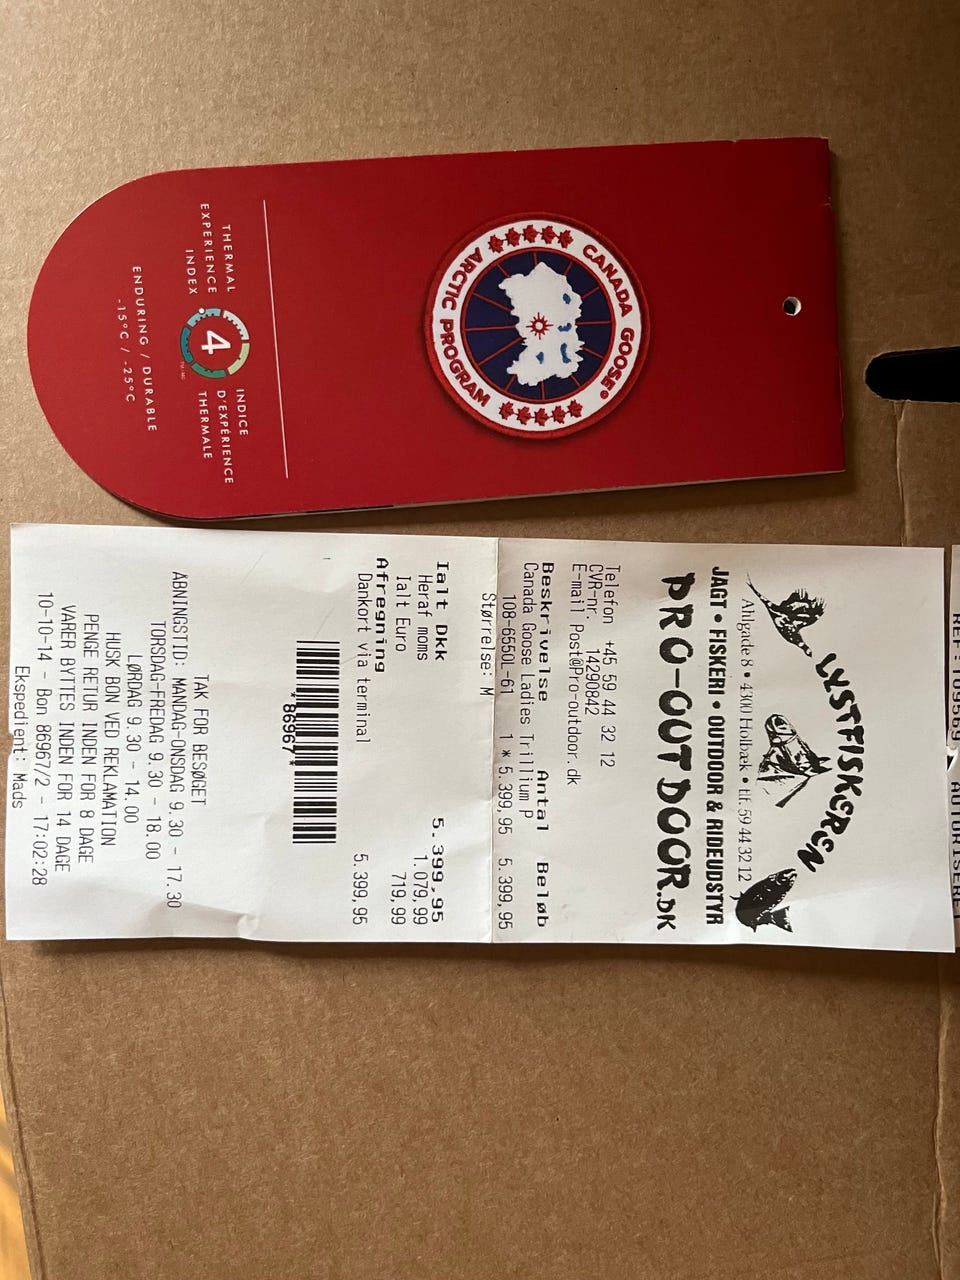 CANADA GOOSE®
ARCTIC PROGRAM
THERMAL
EXPERIENCE
INDEX
4
TM/MC
INDICE
D'EXPÉRIENCE
THERMALE
ENDURING / DURABLE
-15°C / -25°C
LYSTFISKEREN
Ahlgade 8 • 4300 Holbæk • tlf. 59 44 32 12
JAGT • FISKERI • OUTDOOR & RIDEUDSTYR
PRO-OUTDOOR.DK
Telefon +45 59 44 32 12
CVR-nr. 14290842
E-mail Post@Pro-outdoor.dk
Beskrivelse Antal Beløb
Canada Goose Ladies Trillium P
108-6550L-61 1 * 5.399,95 5.399,95
Størrelse: M
Ialt Dkk 5.399,95
Heraf moms 1.079,99
Ialt Euro 719,99
Afregning
Dankort via terminal 5.399,95
*86967*
TAK FOR BESØGET
ÅBNINGSTID: MANDAG-ONSDAG 9.30 - 17.30
TORSDAG-FREDAG 9.30 - 18.00
LØRDAG 9.30 - 14.00
HUSK BON VED REKLAMATION
PENGE RETUR INDEN FOR 8 DAGE
VARER BYTTES INDEN FOR 14 DAGE
10-10-14 - Bon 86967/2 - 17:02:28
Ekspedient: Mads